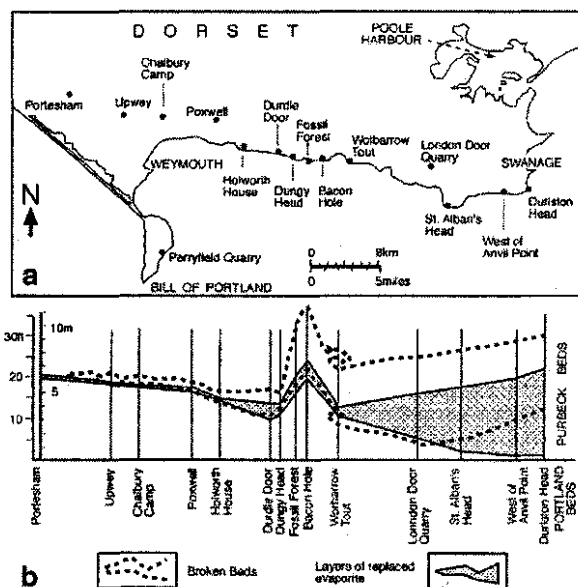 DORSET
POOLE
HARBOUR
Chalbury
Camp
Portesham
Upwey
Poxwell
Durdle
Door
Fossil
Forest
Worbarrow
Tout
London Door
Quarry
SWANAGE
WEYMOUTH
Holworth
House
Dungy
Head
Bacon
Hole
St. Alban's
Head
West of
Anvil Point
Durlston
Head
N
Perryfield Quarry
0 8km
0 5miles
a
BILL OF PORTLAND
30ft 10m
20
5
10
PURBECK BEDS
PORTLAND BEDS
Portesham
Upwey
Chalbury
Camp
Poxwell
Holworth
House
Durdle Door
Dungy Head
Fossil Forest
Bacon Hole
Worbarrow
Tout
London Door
Quarry
St. Alban's
Head
West of
Anvil Point
Durlston Head
b
Broken Beds
Layers of replaced
evaporite